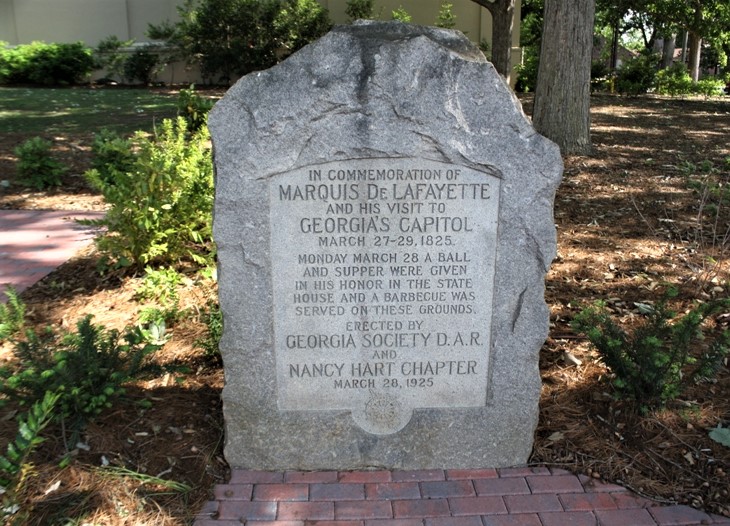 IN COMMEMORATION OF
MARQUIS DE LAFAYETTE
AND HIS VISIT TO
GEORGIA'S CAPITOL
MARCH 27-29, 1825.
MONDAY MARCH 28 A BALL
AND SUPPER WERE GIVEN
IN HIS HONOR IN THE STATE
HOUSE AND A BARBECUE WAS
SERVED ON THESE GROUNDS.
ERECTED BY
GEORGIA SOCIETY D.A.R.
AND
NANCY HART CHAPTER
MARCH 28, 1925